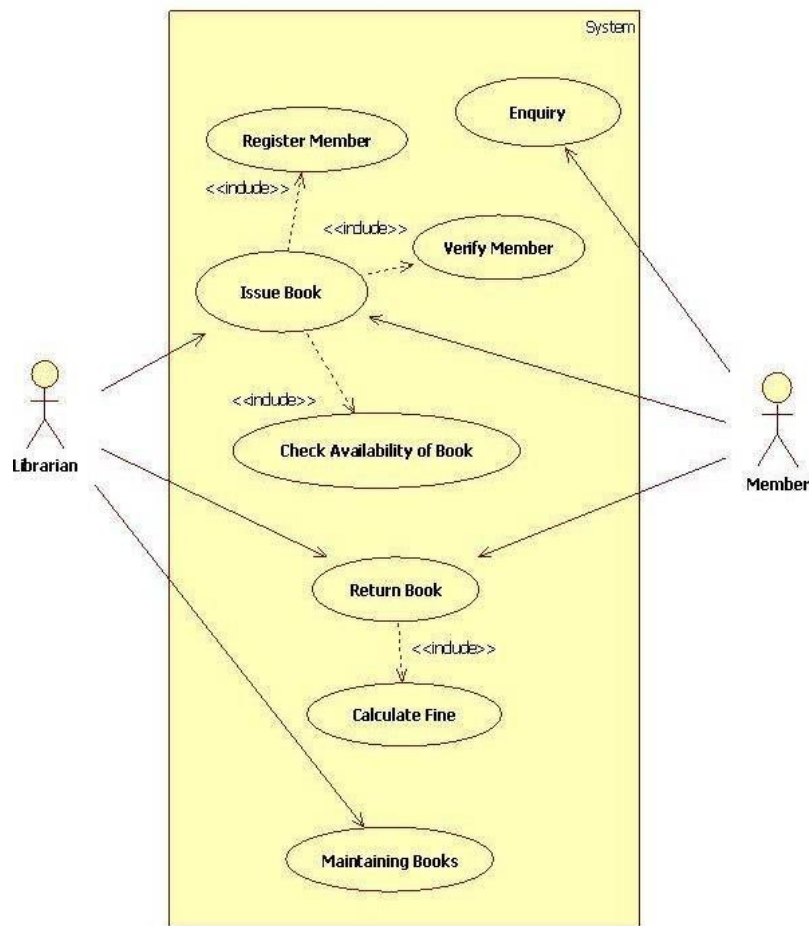 System
Enquiry
Register Member
<<include>>
<<include>>
Verify Member
Issue Book
<<include>>
Check Availability of Book
Librarian
Member
Return Book
<<include>>
Calculate Fine
Maintaining Books